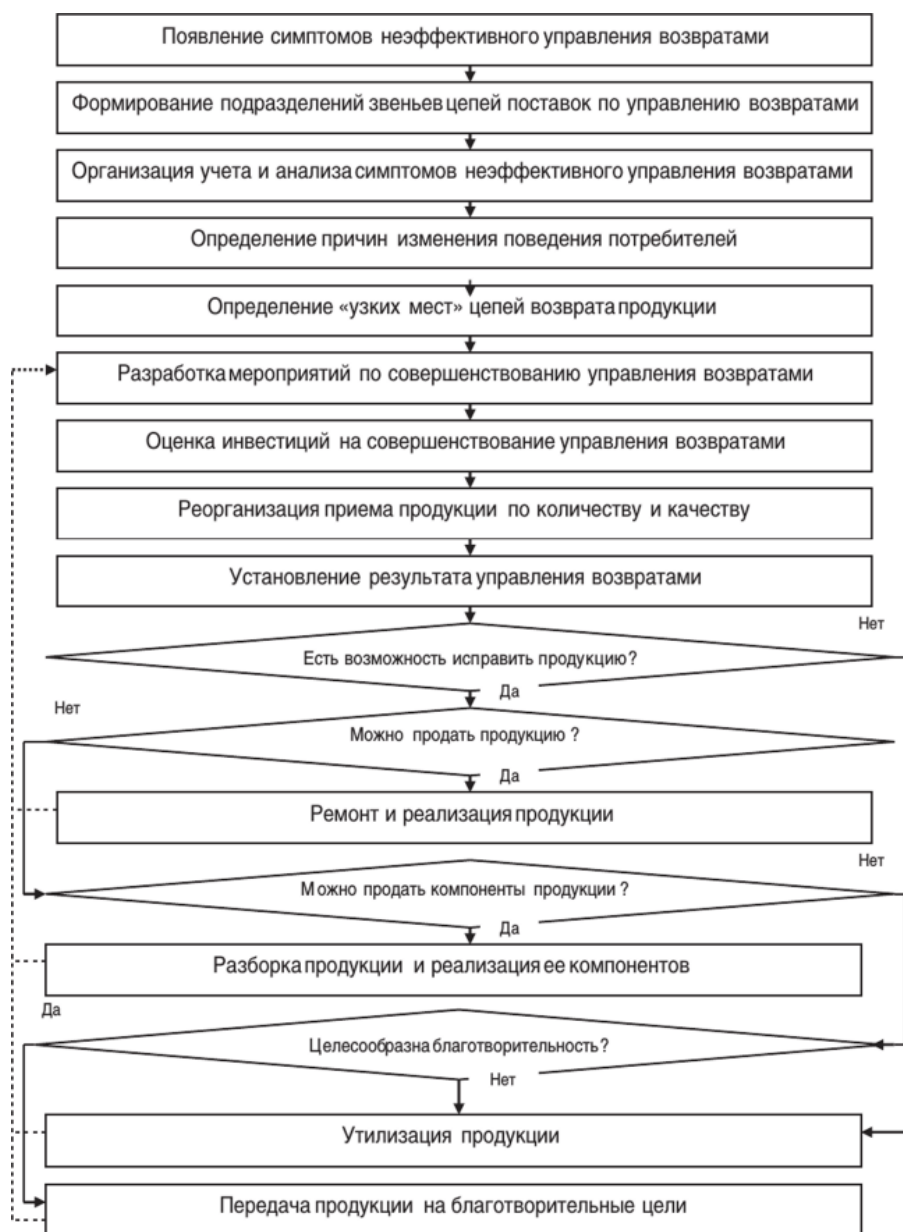 Появление симптомов неэффективного управления возвратами
Формирование подразделений звеньев цепей поставок по управлению возвратами
Организация учета и анализа симптомов неэффективного управления возвратами
Определение причин изменения поведения потребителей
Определение «узких мест» цепей возврата продукции
Разработка мероприятий по совершенствованию управления возвратами
Оценка инвестиций на совершенствование управления возвратами
Реорганизация приема продукции по количеству и качеству
Установление результата управления возвратами
Нет
Есть возможность исправить продукцию?
Да
Нет
Можно продать продукцию ?
Да
Ремонт и реализация продукции
Нет
Можно продать компоненты продукции ?
Да
Разборка продукции и реализация ее компонентов
Да
Целесообразна благотворительность?
Нет
Утилизация продукции
Передача продукции на благотворительные цели